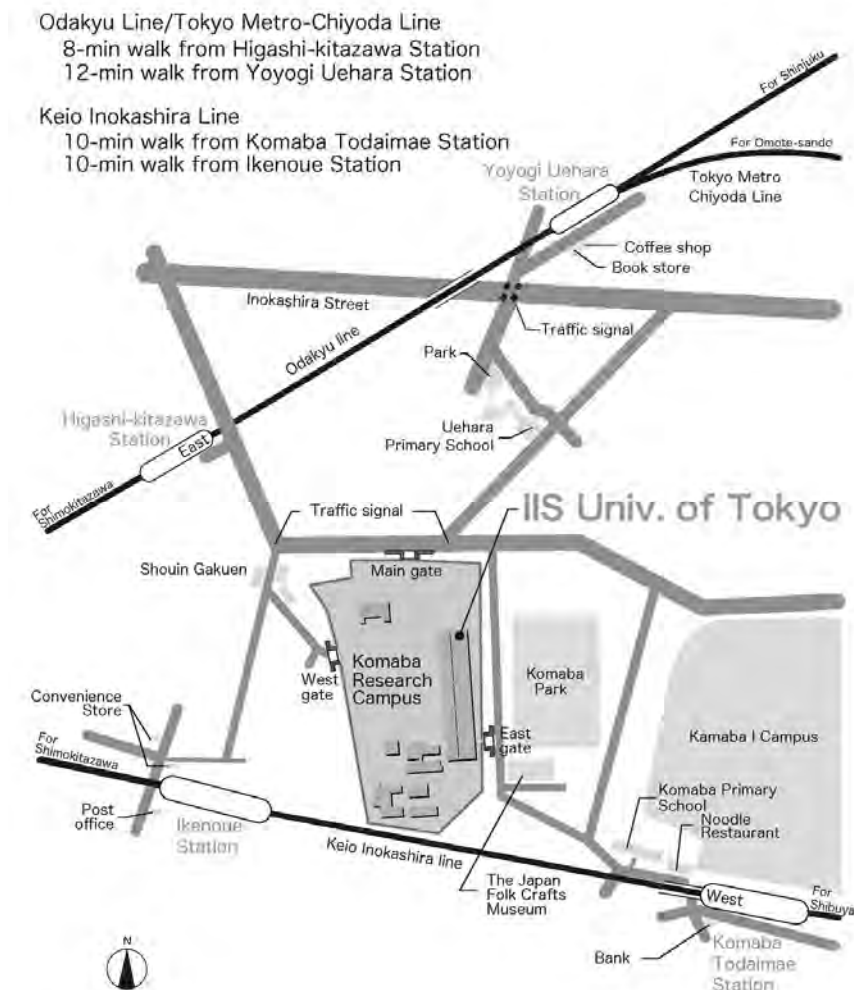 Odakyu Line/Tokyo Metro-Chiyoda Line
8-min walk from Higashi-kitazawa Station
12-min walk from Yoyogi Uehara Station
Keio Inokashira Line
10-min walk from Komaba Todaimae Station
10-min walk from Ikenoue Station
For Shinjuku
For Omote-sando
Yoyogi Uehara
Station
Tokyo Metro
Chiyoda Line
Coffee shop
Book store
Inokashira Street
Traffic signal
Odakyu line
Park
Higashi-kitazawa
Station
East
Uehara
Primary School
For
Shimokitazawa
Traffic signal
IIS Univ. of Tokyo
Shouin Gakuen
Main gate
Komaba
Research
Campus
West
gate
Komaba
Park
Convenience
Store
East
gate
Kamaba I Campus
For
Shimokitazawa
Komaba Primary
School
Noodle
Restaurant
Post
office
Ikenoue
Station
Keio Inokashira line
The Japan
Folk Crafts
Museum
West
For
Shibuya
Bank
Komaba
Todaimae
Station
N